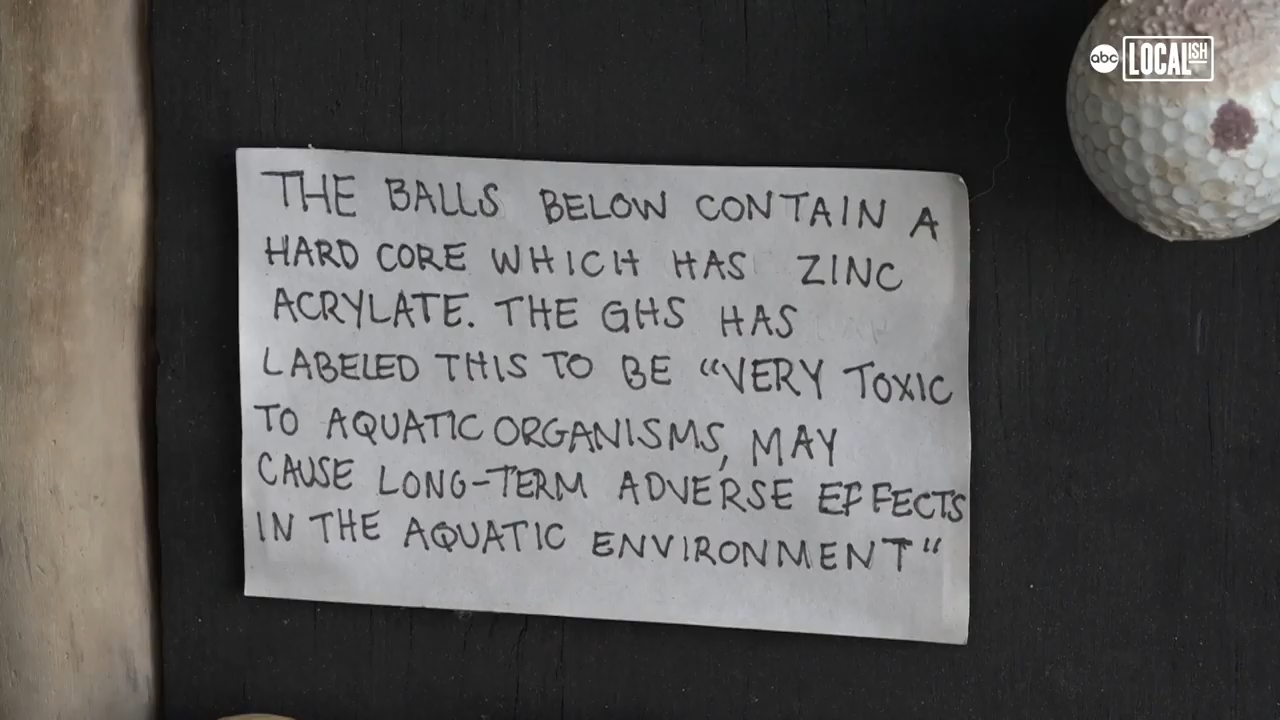 abc LOCALISH
THE BALLS BELOW CONTAIN A
HARD CORE WHICH HAS ZINC
ACRYLATE. THE GHS HAS
LABELED THIS TO BE “VERY TOXIC
TO AQUATIC ORGANISMS, MAY
CAUSE LONG-TERM ADVERSE EFFECTS
IN THE AQUATIC ENVIRONMENT“